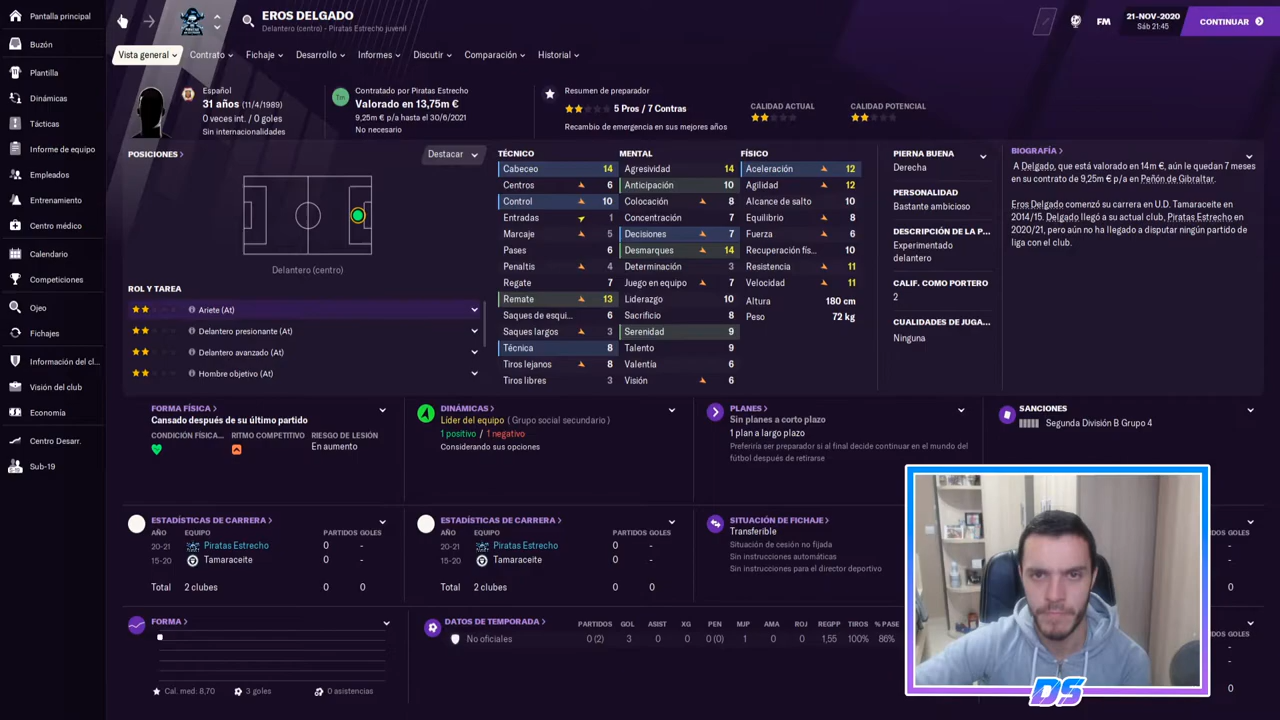 Plantilla principal
EROS DELGADO
Delantero (centro) - Piratas Estrecho juvenil
FM
21-NOV-2020
Sáb 21:45
CONTINUAR
Pantalla principal
Buzón
Plantilla
Dinámicas
Tácticas
Informe de equipo
Empleados
Entrenamiento
Centro médico
Calendario
Competiciones
Ojeo
Fichajes
Información del cl...
Visión del club
Economía
Centro Desarr.
Sub-19
Vista general
Contrato
Fichaje
Desarrollo
Informes
Discutir
Comparación
Historial
Español
31 años (11/4/1989)
0 veces int. / 0 goles
Sin internacionalidades
Tm
Contratado por Piratas Estrecho
Valorado en 13,75m €
9,25m € p/a hasta el 30/6/2021
No necesario
Resumen de preparador
5 Pros / 7 Contras
Recambio de emergencia en sus mejores años
CALIDAD ACTUAL
CALIDAD POTENCIAL
POSICIONES
Destacar
Delantero (centro)
ROL Y TAREA
Ariete (At)
Delantero presionante (At)
Delantero avanzado (At)
Hombre objetivo (At)
TÉCNICO
Cabeceo 14
Centros 6
Control 10
Entradas 1
Marcaje 5
Pases 6
Penaltis 4
Regate 7
Remate 13
Saques de esqui... 6
Saques largos 3
Técnica 8
Tiros lejanos 8
Tiros libres 3
MENTAL
Agresividad 14
Anticipación 10
Colocación 8
Concentración 7
Decisiones 7
Desmarques 14
Determinación 3
Juego en equipo 7
Liderazgo 10
Sacrificio 8
Serenidad 9
Talento 9
Valentía 6
Visión 6
FÍSICO
Aceleración 12
Agilidad 12
Alcance de salto 10
Equilibrio 8
Fuerza 6
Recuperación fís... 10
Resistencia 11
Velocidad 11
Altura 180 cm
Peso 72 kg
PIERNA BUENA
Derecha
PERSONALIDAD
Bastante ambicioso
DESCRIPCIÓN DE LA P...
Experimentado
delantero
CALIF. COMO PORTERO
2
CUALIDADES DE JUGA...
Ninguna
BIOGRAFÍA
A Delgado, que está valorado en 14m €, aún le quedan 7 meses
en su contrato de 9,25m € p/a en Peñón de Gibraltar.
Eros Delgado comenzó su carrera en U.D. Tamaraceite en
2014/15. Delgado llegó a su actual club, Piratas Estrecho en
2020/21, pero aún no ha llegado a disputar ningún partido de
liga con el club.
FORMA FÍSICA
Cansado después de su último partido
CONDICIÓN FÍSICA...
RITMO COMPETITIVO
RIESGO DE LESIÓN
En aumento
DINÁMICAS
Líder del equipo ( Grupo social secundario )
1 positivo / 1 negativo
Considerando sus opciones
PLANES
Sin planes a corto plazo
1 plan a largo plazo
Preferiría ser preparador si al final decide continuar en el mundo del
fútbol después de retirarse
SANCIONES
Segunda División B Grupo 4
ESTADÍSTICAS DE CARRERA
AÑO EQUIPO PARTIDOS GOLES
20-21 Piratas Estrecho 0 -
15-20 Tamaraceite 0 -
Total 2 clubes 0 0
ESTADÍSTICAS DE CARRERA
AÑO EQUIPO PARTIDOS GOLES
20-21 Piratas Estrecho 0 -
15-20 Tamaraceite 0 -
Total 2 clubes 0 0
SITUACIÓN DE FICHAJE
Transferible
Situación de cesión no fijada
Sin instrucciones automáticas
Sin instrucciones para el director deportivo
GOLES
-
-
0
FORMA
Cal. med. 8,70
3 goles
0 asistencias
DATOS DE TEMPORADA
PARTIDOS GOL ASIST XG PEN MJP AMA ROJ REGPP TIROS % PASE
No oficiales 0 (2) 3 0 0 0 (0) 1 0 0 1,55 100% 86%
GOLES
-
-
0
DS